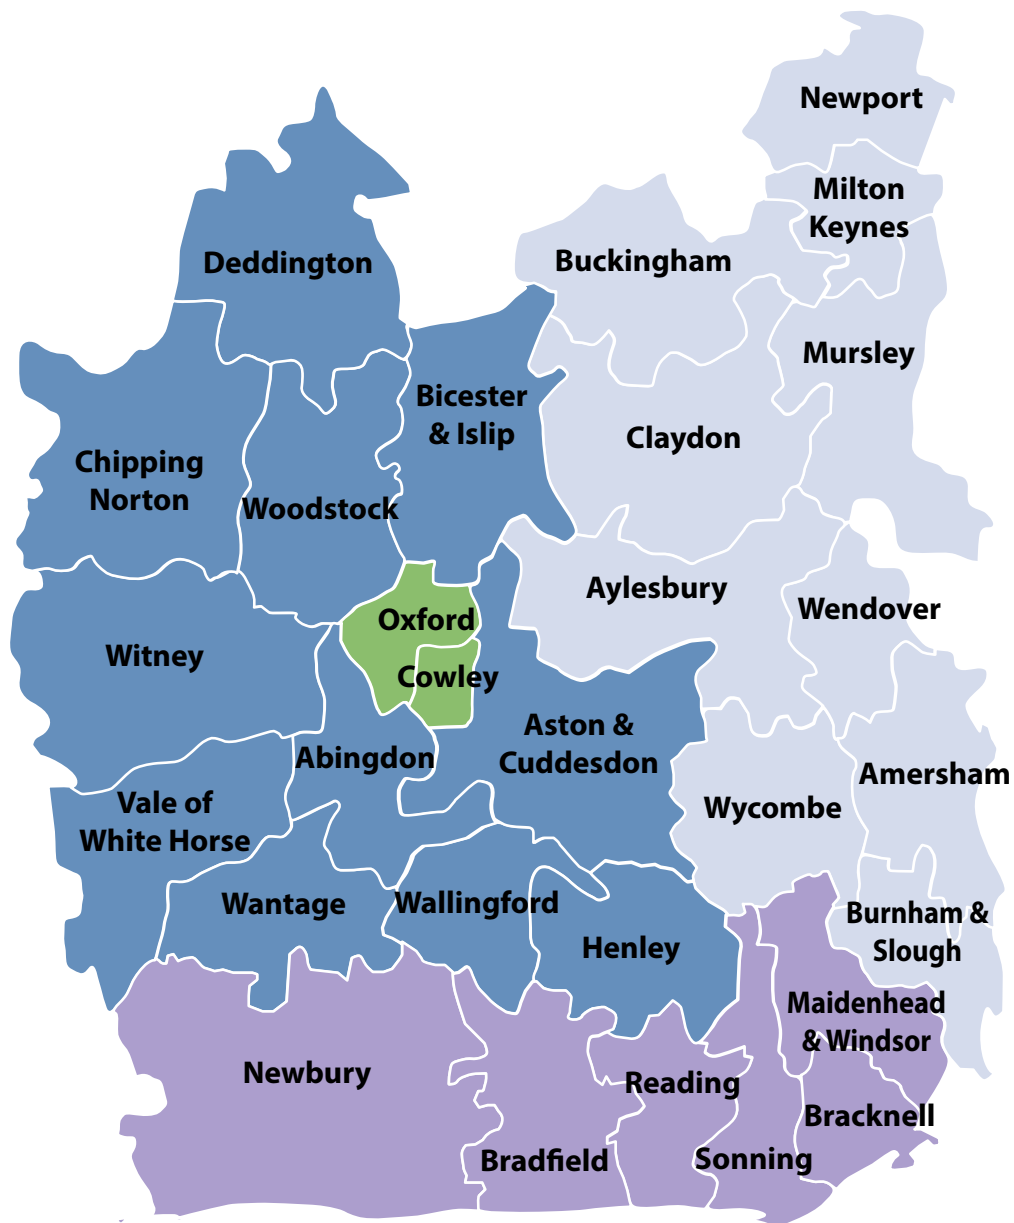 Newport
Milton
Keynes
Deddington
Buckingham
Mursley
Bicester
& Islip
Claydon
Chipping
Norton
Woodstock
Aylesbury
Wendover
Oxford
Witney
Cowley
Aston &
Cuddesdon
Abingdon
Amersham
Vale of
White Horse
Wycombe
Wantage
Wallingford
Burnham &
Slough
Henley
Maidenhead
& Windsor
Newbury
Reading
Bracknell
Bradfield
Sonning